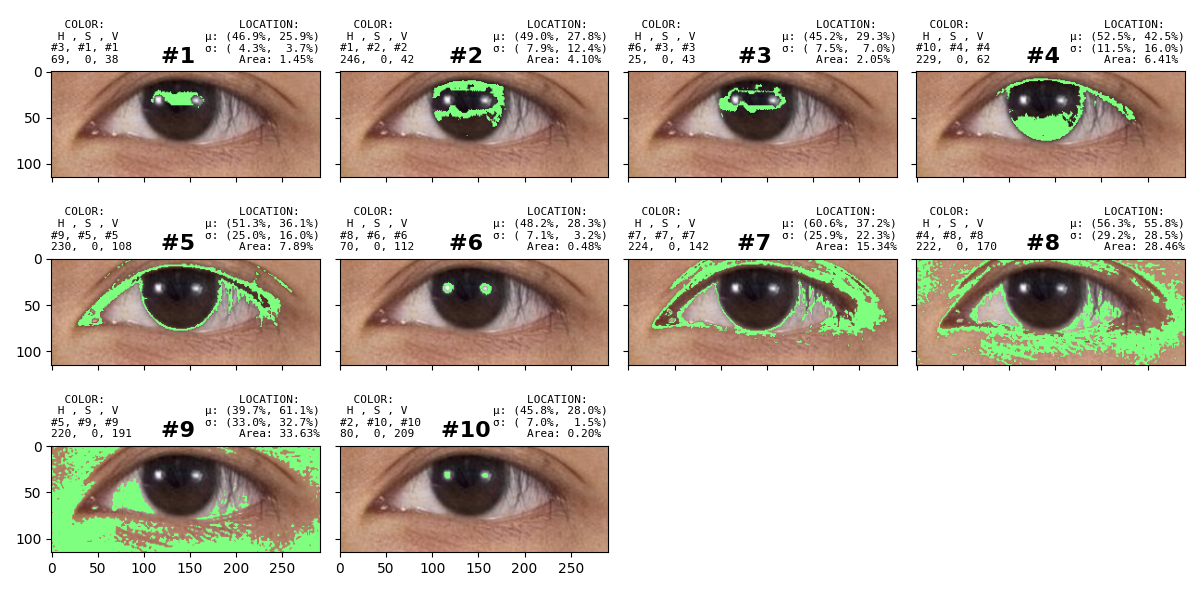 COLOR: LOCATION:
H , S , V μ: (46.9%, 25.9%)
#3, #1, #1 #1 σ: ( 4.3%, 3.7%)
69, 0, 38 Area: 1.45%
COLOR: LOCATION:
H , S , V μ: (49.0%, 27.8%)
#1, #2, #2 #2 σ: ( 7.9%, 12.4%)
246, 0, 42 Area: 4.10%
COLOR: LOCATION:
H , S , V μ: (45.2%, 29.3%)
#6, #3, #3 #3 σ: ( 7.5%, 7.0%)
25, 0, 43 Area: 2.05%
COLOR: LOCATION:
H , S , V μ: (52.5%, 42.5%)
#10, #4, #4 #4 σ: (11.5%, 16.0%)
229, 0, 62 Area: 6.41%
0
50
100
COLOR: LOCATION:
H , S , V μ: (51.3%, 36.1%)
#9, #5, #5 #5 σ: (25.0%, 16.0%)
230, 0, 108 Area: 7.89%
COLOR: LOCATION:
H , S , V μ: (48.2%, 28.3%)
#8, #6, #6 #6 σ: ( 7.1%, 3.2%)
70, 0, 112 Area: 0.48%
COLOR: LOCATION:
H , S , V μ: (60.6%, 37.2%)
#7, #7, #7 #7 σ: (25.9%, 22.3%)
224, 0, 142 Area: 15.34%
COLOR: LOCATION:
H , S , V μ: (56.3%, 55.8%)
#4, #8, #8 #8 σ: (29.2%, 28.5%)
222, 0, 170 Area: 28.46%
0
50
100
COLOR: LOCATION:
H , S , V μ: (39.7%, 61.1%)
#5, #9, #9 #9 σ: (33.0%, 32.7%)
220, 0, 191 Area: 33.63%
COLOR: LOCATION:
H , S , V μ: (45.8%, 28.0%)
#2, #10, #10 #10 σ: ( 7.0%, 1.5%)
80, 0, 209 Area: 0.20%
0
50
100
0 50 100 150 200 250
0 50 100 150 200 250